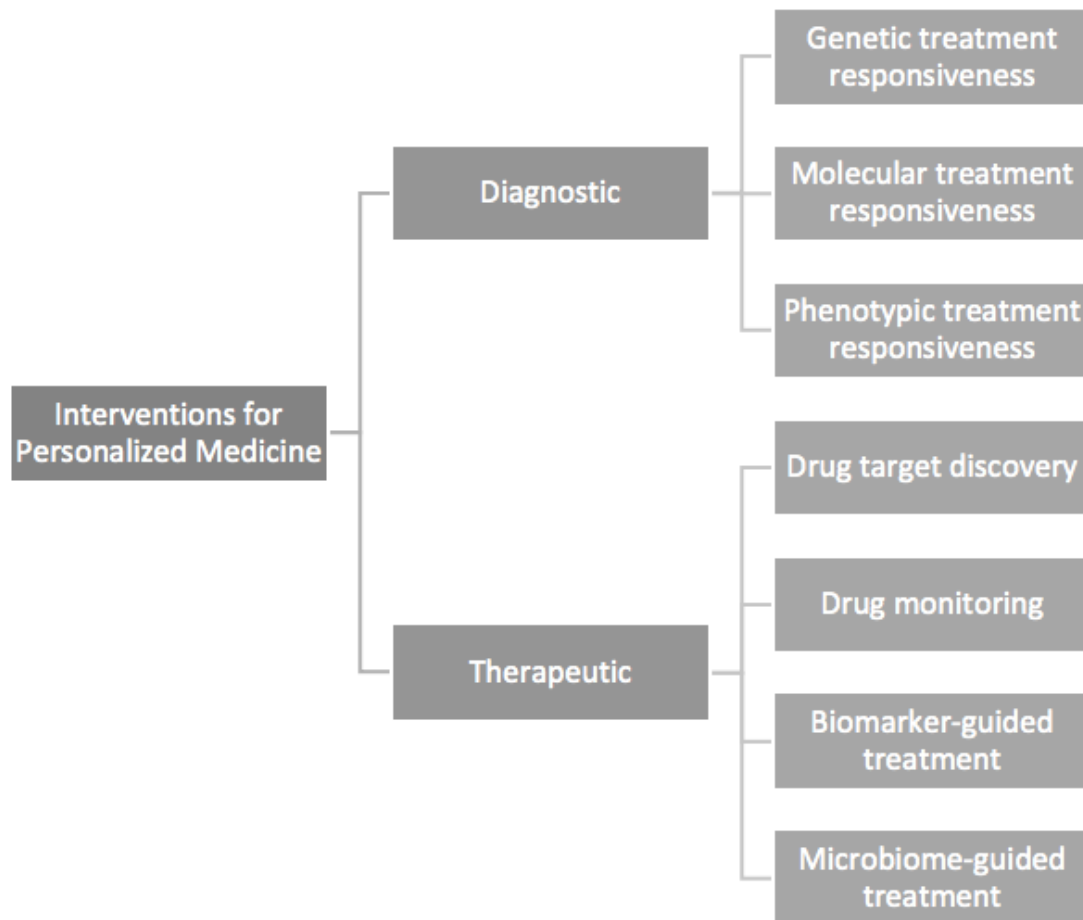 Genetic treatment
responsiveness
Diagnostic
Molecular treatment
responsiveness
Phenotypic treatment
responsiveness
Interventions for
Personalized Medicine
Drug target discovery
Drug monitoring
Therapeutic
Biomarker-guided
treatment
Microbiome-guided
treatment